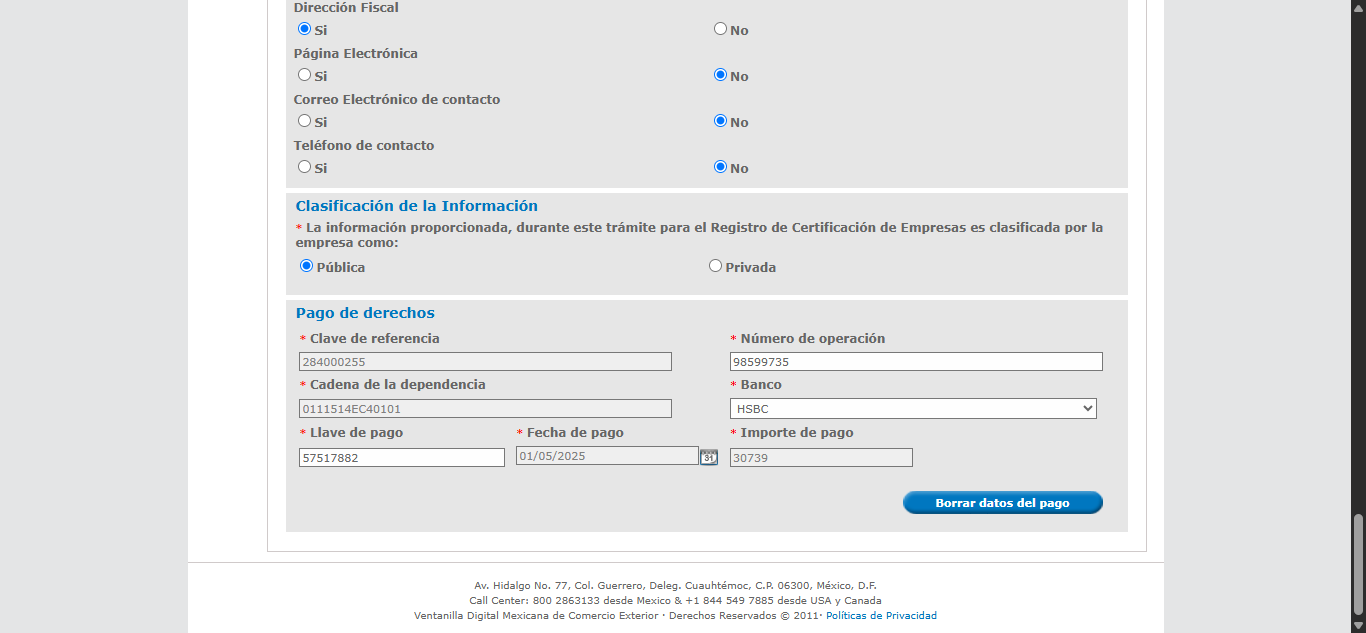 Dirección Fiscal
Si No
Página Electrónica
Si No
Correo Electrónico de contacto
Si No
Teléfono de contacto
Si No
Clasificación de la Información
* La información proporcionada, durante este trámite para el Registro de Certificación de Empresas es clasificada por la
empresa como:
Pública Privada
Pago de derechos
* Clave de referencia * Número de operación
284000255 98599735
* Cadena de la dependencia * Banco
0111514EC40101 HSBC
* Llave de pago * Fecha de pago * Importe de pago
57517882 01/05/2025 31 30739
Borrar datos del pago
Av. Hidalgo No. 77, Col. Guerrero, Deleg. Cuauhtémoc, C.P. 06300, México, D.F.
Call Center: 800 2863133 desde Mexico & +1 844 549 7885 desde USA y Canada
Ventanilla Digital Mexicana de Comercio Exterior · Derechos Reservados © 2011· Políticas de Privacidad